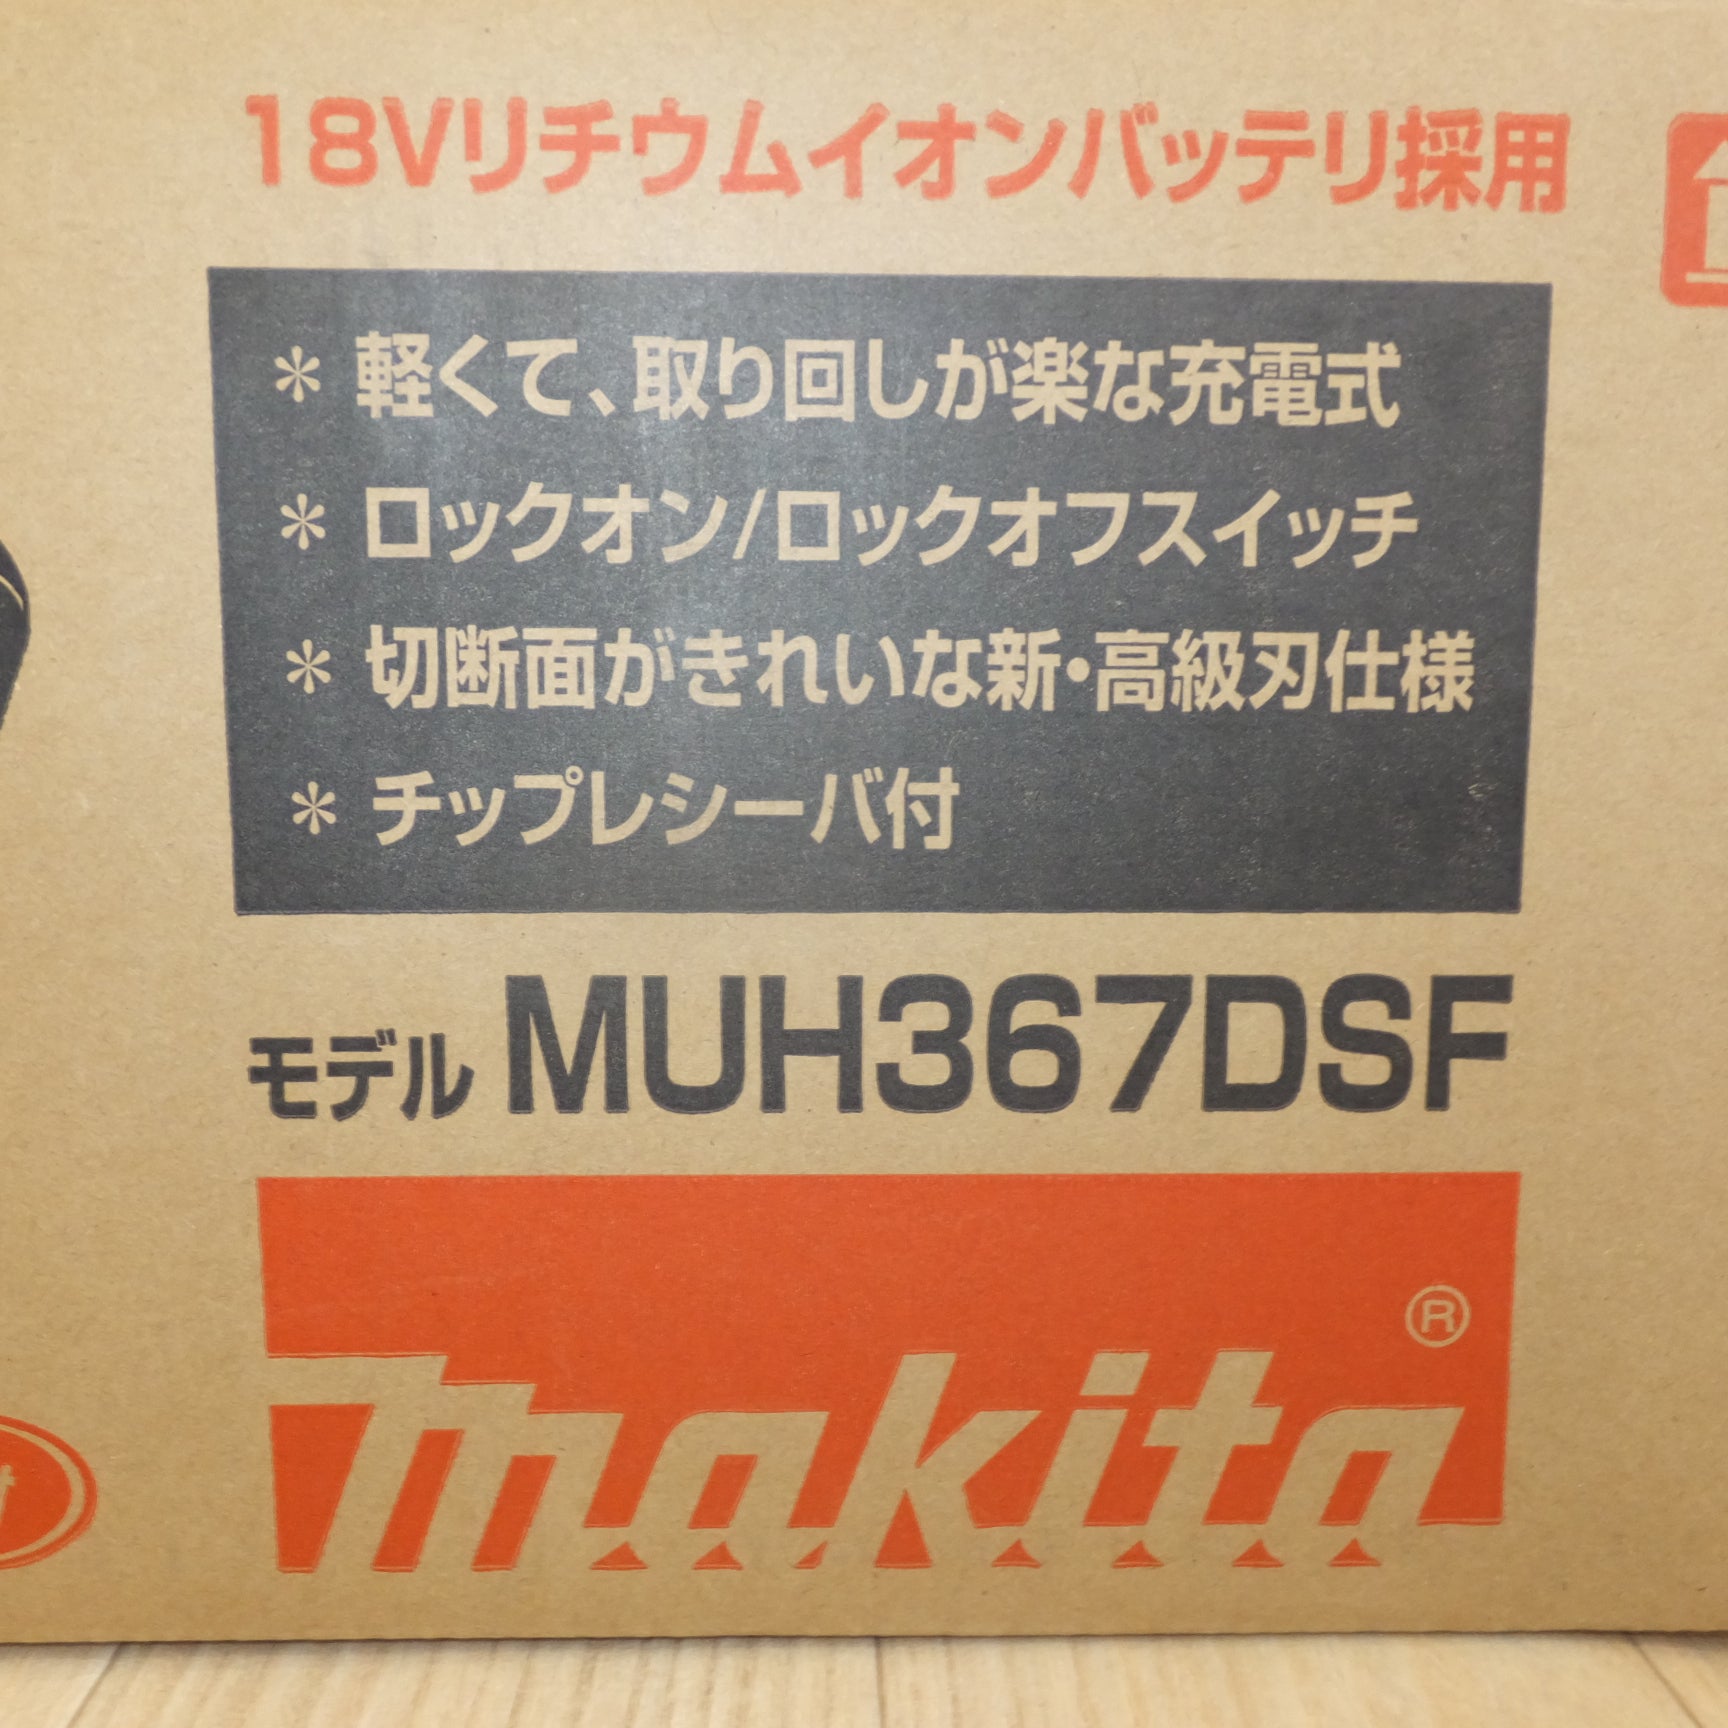 18Vリチウムイオンバッテリ採用
＊ 軽くて、取り回しが楽な充電式
＊ ロックオン/ロックオフスイッチ
＊ 切断面がきれいな新・高級刃仕様
＊ チップレシーバ付
モデル MUH367DSF
makita®